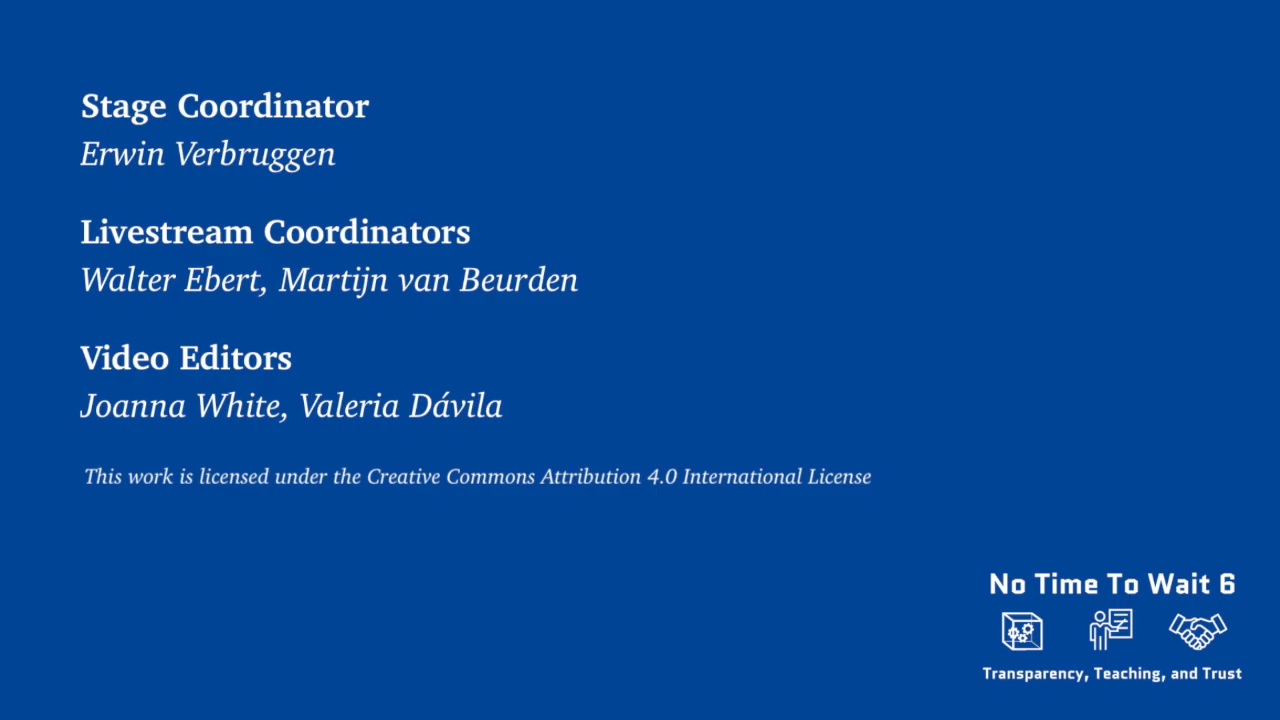 Stage Coordinator
Erwin Verbruggen
Livestream Coordinators
Walter Ebert, Martijn van Beurden
Video Editors
Joanna White, Valeria Dávila
This work is licensed under the Creative Commons Attribution 4.0 International License
No Time To Wait 6
Transparency, Teaching, and Trust